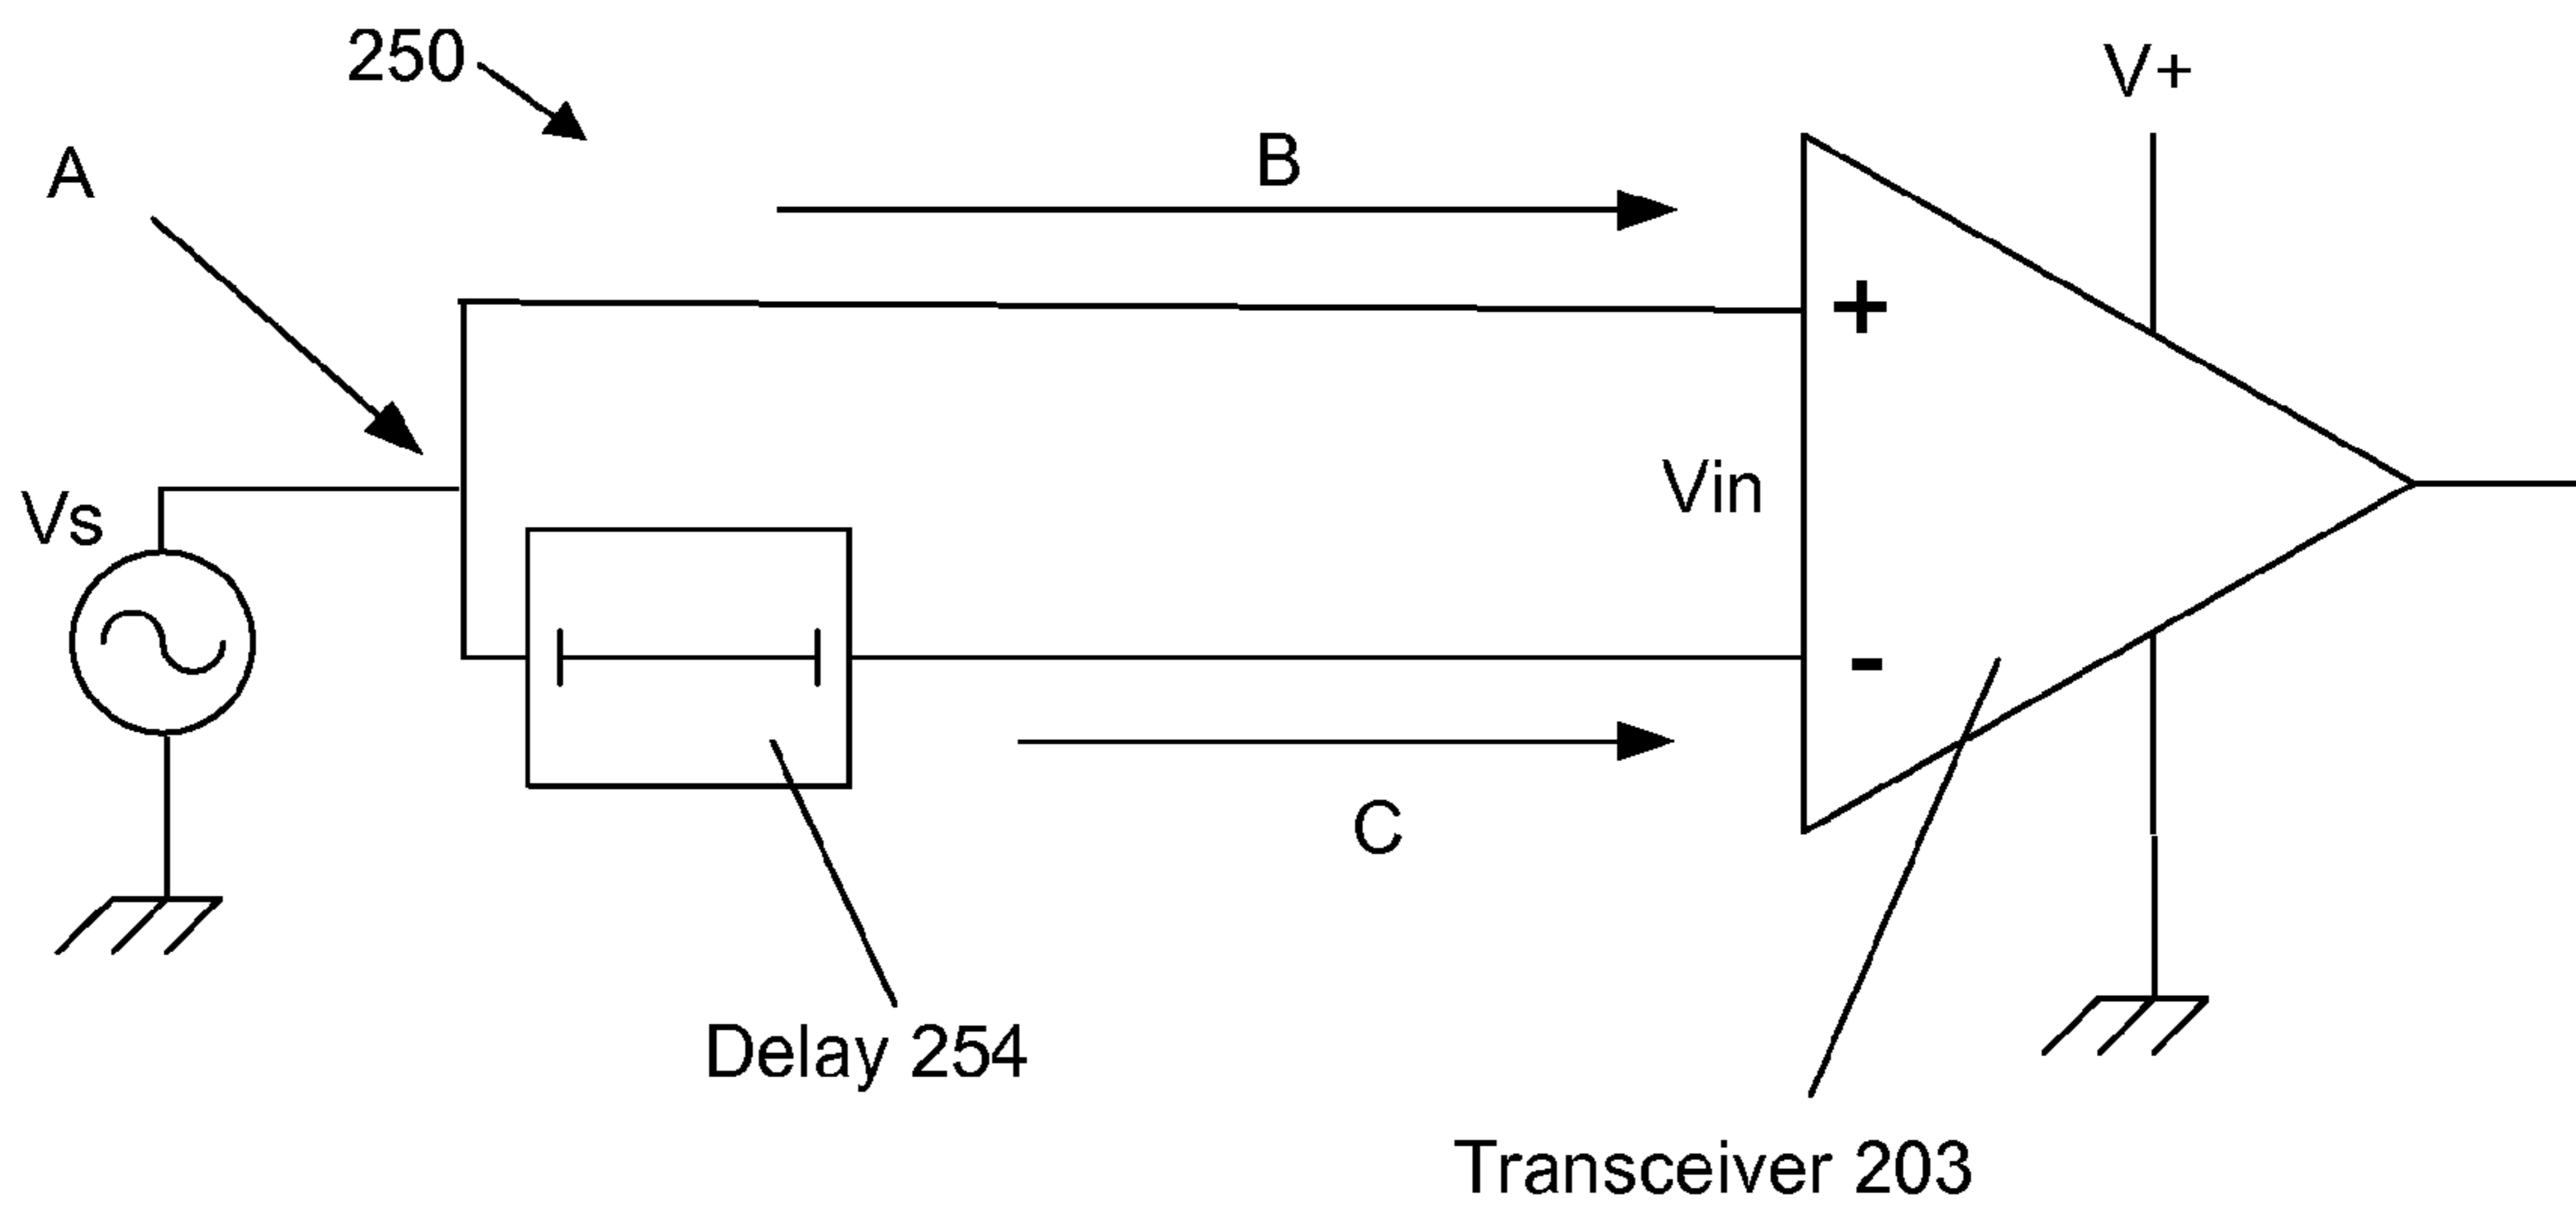 250
V+
A
B
+
Vs
Vin
-
C
Delay 254
Transceiver 203